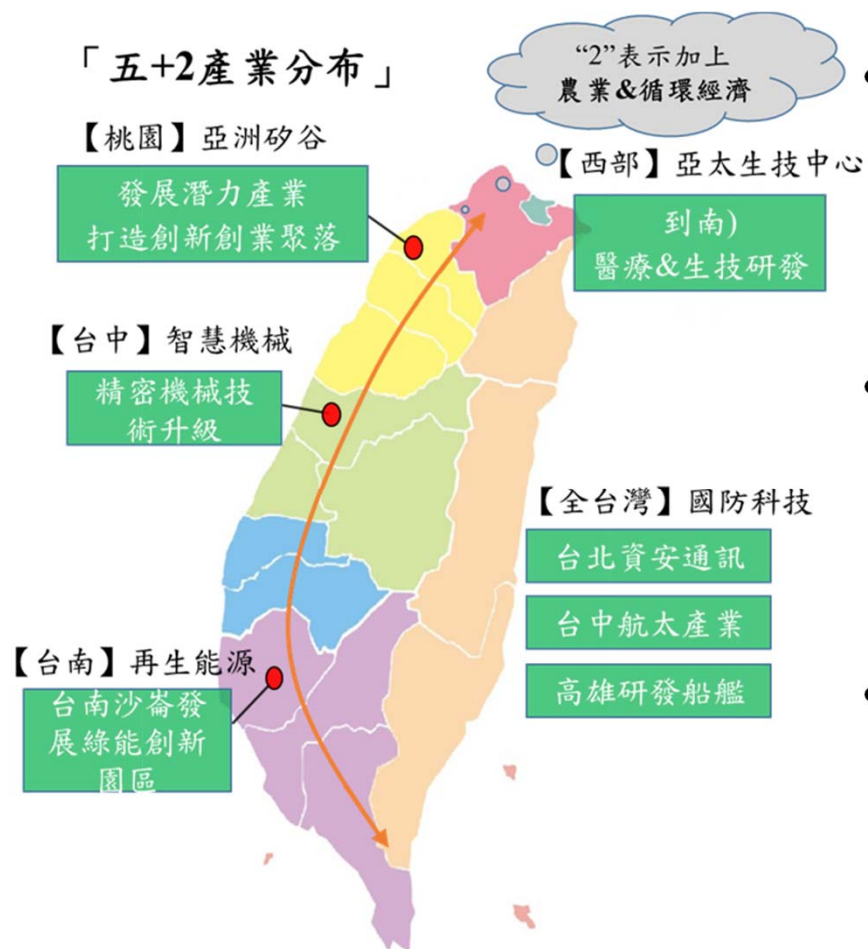 「五+2產業分布」
“2”表示加上
農業&循環經濟
【桃園】亞洲矽谷
發展潛力產業
打造創新創業聚落
【西部】亞太生技中心
到南)
醫療&生技研發
【台中】智慧機械
精密機械技
術升級
【全台灣】國防科技
台北資安通訊
台中航太產業
高雄研發船艦
【台南】再生能源
台南沙崙發
展綠能創新
園區